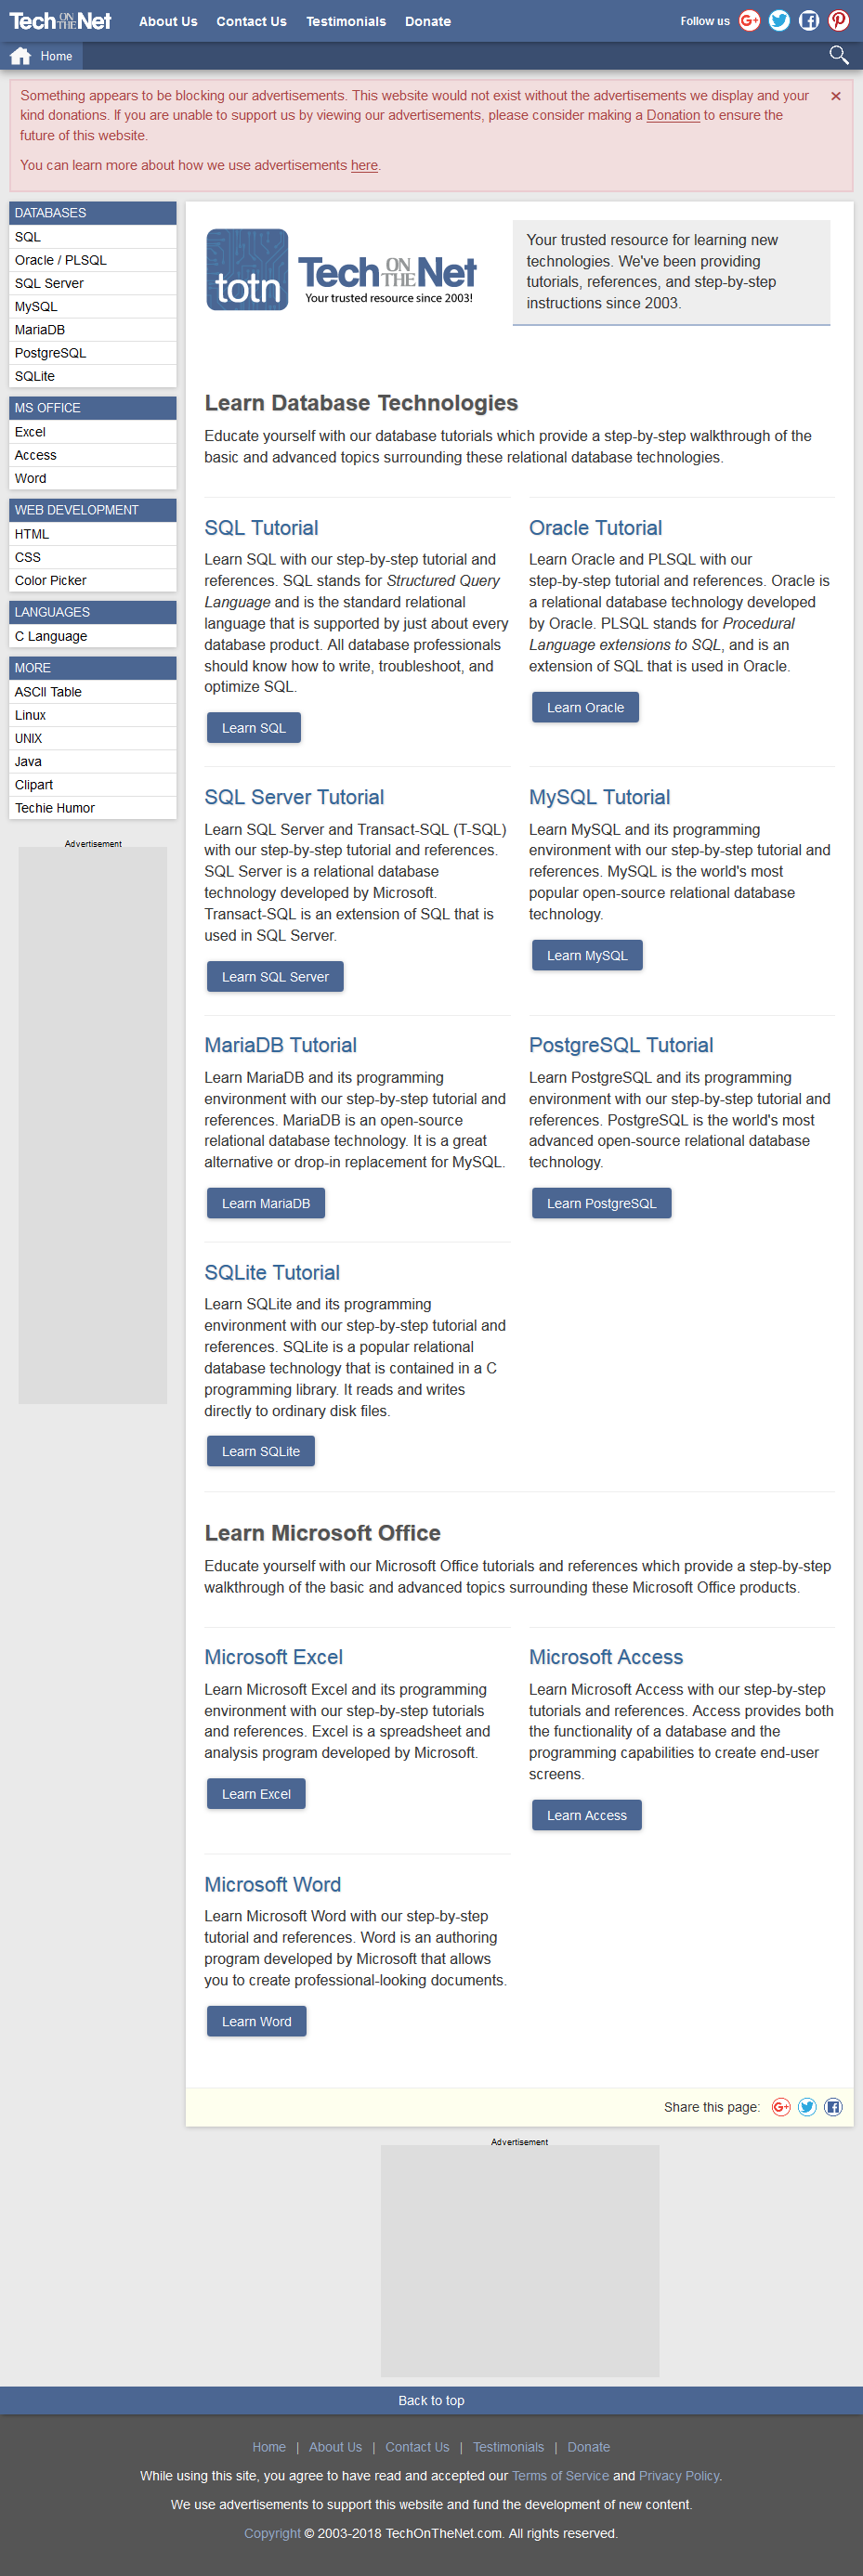 Tech ON THE Net About Us Contact Us Testimonials Donate Follow us
Home
Something appears to be blocking our advertisements. This website would not exist without the advertisements we display and your
kind donations. If you are unable to support us by viewing our advertisements, please consider making a Donation to ensure the
future of this website.
You can learn more about how we use advertisements here.
×
DATABASES
SQL
Oracle / PLSQL
SQL Server
MySQL
MariaDB
PostgreSQL
SQLite
MS OFFICE
Excel
Access
Word
WEB DEVELOPMENT
HTML
CSS
Color Picker
LANGUAGES
C Language
MORE
ASCII Table
Linux
UNIX
Java
Clipart
Techie Humor
Advertisement
totn
Tech ON THE Net
Your trusted resource since 2003!
Your trusted resource for learning new
technologies. We've been providing
tutorials, references, and step-by-step
instructions since 2003.
Learn Database Technologies
Educate yourself with our database tutorials which provide a step-by-step walkthrough of the
basic and advanced topics surrounding these relational database technologies.
SQL Tutorial
Learn SQL with our step-by-step tutorial and
references. SQL stands for Structured Query
Language and is the standard relational
language that is supported by just about every
database product. All database professionals
should know how to write, troubleshoot, and
optimize SQL.
Learn SQL
Oracle Tutorial
Learn Oracle and PLSQL with our
step-by-step tutorial and references. Oracle is
a relational database technology developed
by Oracle. PLSQL stands for Procedural
Language extensions to SQL, and is an
extension of SQL that is used in Oracle.
Learn Oracle
SQL Server Tutorial
Learn SQL Server and Transact-SQL (T-SQL)
with our step-by-step tutorial and references.
SQL Server is a relational database
technology developed by Microsoft.
Transact-SQL is an extension of SQL that is
used in SQL Server.
Learn SQL Server
MySQL Tutorial
Learn MySQL and its programming
environment with our step-by-step tutorial and
references. MySQL is the world's most
popular open-source relational database
technology.
Learn MySQL
MariaDB Tutorial
Learn MariaDB and its programming
environment with our step-by-step tutorial and
references. MariaDB is an open-source
relational database technology. It is a great
alternative or drop-in replacement for MySQL.
Learn MariaDB
PostgreSQL Tutorial
Learn PostgreSQL and its programming
environment with our step-by-step tutorial and
references. PostgreSQL is the world's most
advanced open-source relational database
technology.
Learn PostgreSQL
SQLite Tutorial
Learn SQLite and its programming
environment with our step-by-step tutorial and
references. SQLite is a popular relational
database technology that is contained in a C
programming library. It reads and writes
directly to ordinary disk files.
Learn SQLite
Learn Microsoft Office
Educate yourself with our Microsoft Office tutorials and references which provide a step-by-step
walkthrough of the basic and advanced topics surrounding these Microsoft Office products.
Microsoft Excel
Learn Microsoft Excel and its programming
environment with our step-by-step tutorials
and references. Excel is a spreadsheet and
analysis program developed by Microsoft.
Learn Excel
Microsoft Access
Learn Microsoft Access with our step-by-step
tutorials and references. Access provides both
the functionality of a database and the
programming capabilities to create end-user
screens.
Learn Access
Microsoft Word
Learn Microsoft Word with our step-by-step
tutorial and references. Word is an authoring
program developed by Microsoft that allows
you to create professional-looking documents.
Learn Word
Share this page:
Advertisement
Back to top
Home | About Us | Contact Us | Testimonials | Donate
While using this site, you agree to have read and accepted our Terms of Service and Privacy Policy.
We use advertisements to support this website and fund the development of new content.
Copyright © 2003-2018 TechOnTheNet.com. All rights reserved.